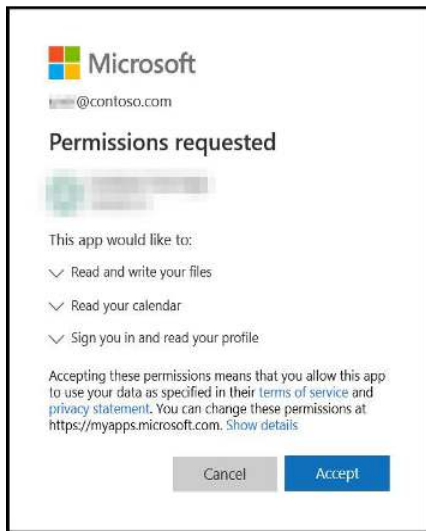 Microsoft
@contoso.com
Permissions requested
This app would like to:
Read and write your files
Read your calendar
Sign you in and read your profile
Accepting these permissions means that you allow this app
to use your data as specified in their terms of service and
privacy statement. You can change these permissions at
https://myapps.microsoft.com. Show details
Cancel Accept